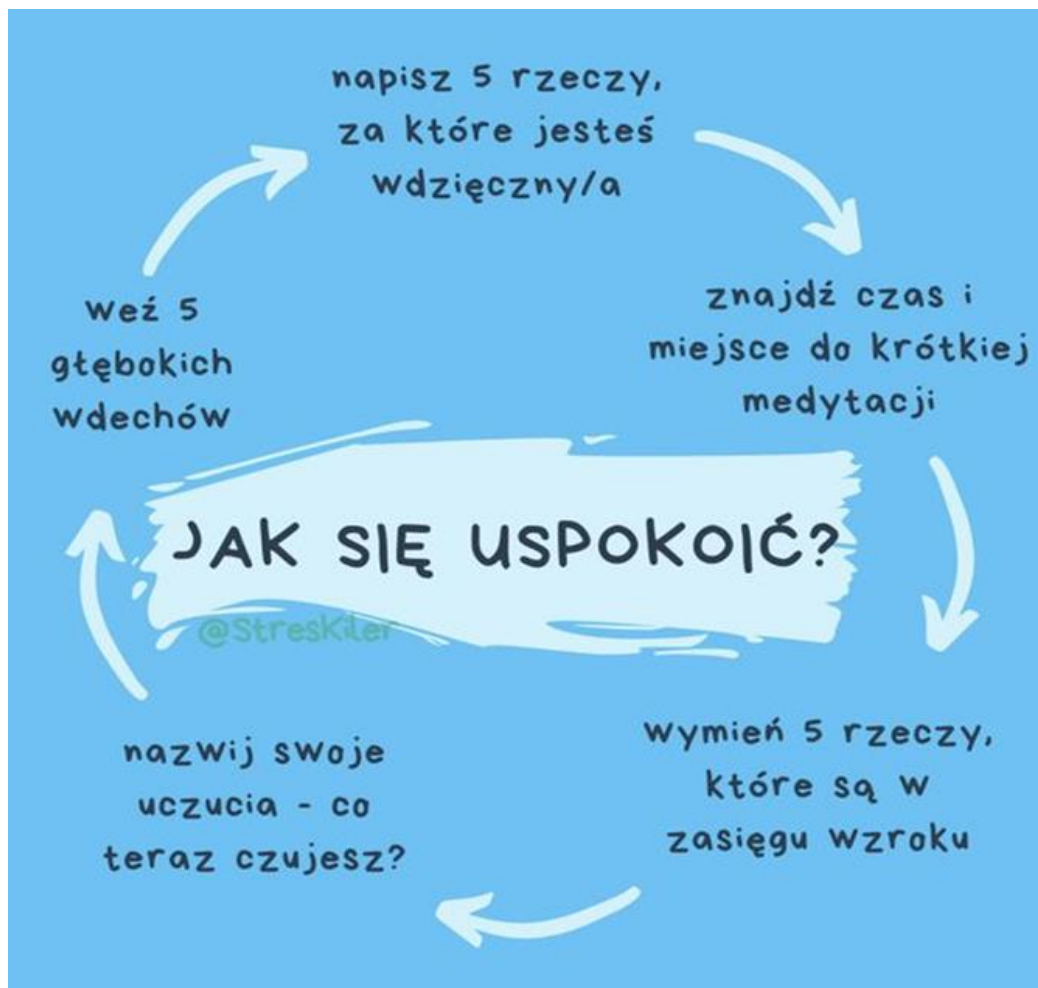 napisz 5 rzeczy,
za które jesteś
wdzięczny/a
znajdź czas i
miejsce do krótkiej
medytacji
wymień 5 rzeczy,
które są w
zasięgu wzroku
nazwij swoje
uczucia - co
teraz czujesz?
weź 5
głębokich
wdechów
JAK SIĘ USPOKOIĆ?
@StresKiler